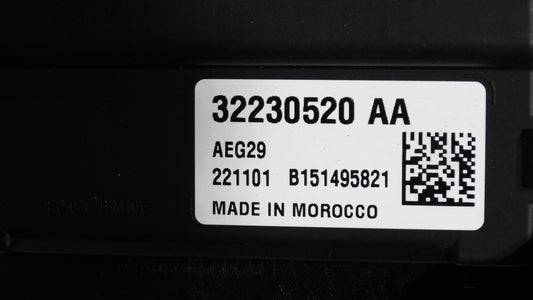 32230520 AA
AEG29
221101 B151495821
MADE IN MOROCCO